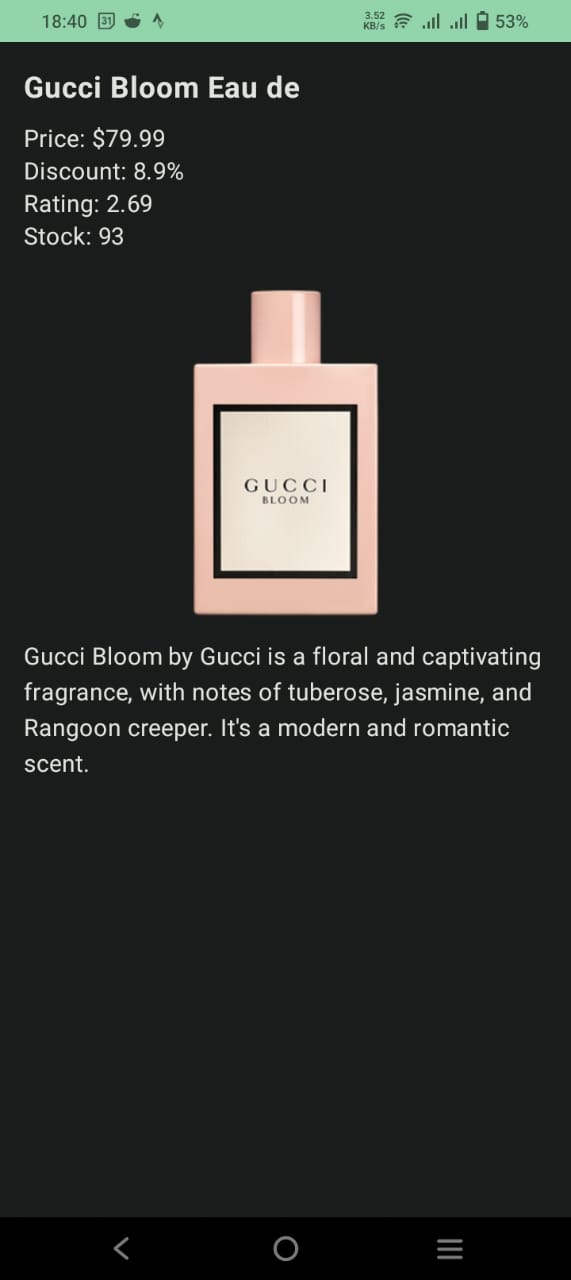 18:40 31 3.52 KB/s 53%
Gucci Bloom Eau de
Price: $79.99
Discount: 8.9%
Rating: 2.69
Stock: 93
GUCCI
BLOOM
Gucci Bloom by Gucci is a floral and captivating
fragrance, with notes of tuberose, jasmine, and
Rangoon creeper. It's a modern and romantic
scent.